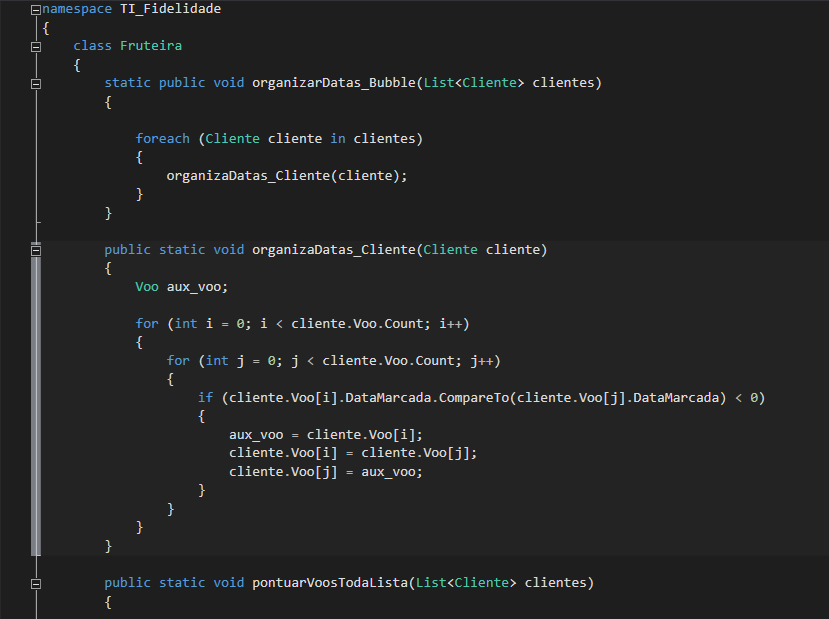 namespace TI_Fidelidade
{
class Fruteira
{
static public void organizarDatas_Bubble(List<Cliente> clientes)
{
foreach (Cliente cliente in clientes)
{
organizaDatas_Cliente(cliente);
}
}
public static void organizaDatas_Cliente(Cliente cliente)
{
Voo aux_voo;
for (int i = 0; i < cliente.Voo.Count; i++)
{
for (int j = 0; j < cliente.Voo.Count; j++)
{
if (cliente.Voo[i].DataMarcada.CompareTo(cliente.Voo[j].DataMarcada) < 0)
{
aux_voo = cliente.Voo[i];
cliente.Voo[i] = cliente.Voo[j];
cliente.Voo[j] = aux_voo;
}
}
}
}
public static void pontuarVoosTodaLista(List<Cliente> clientes)
{